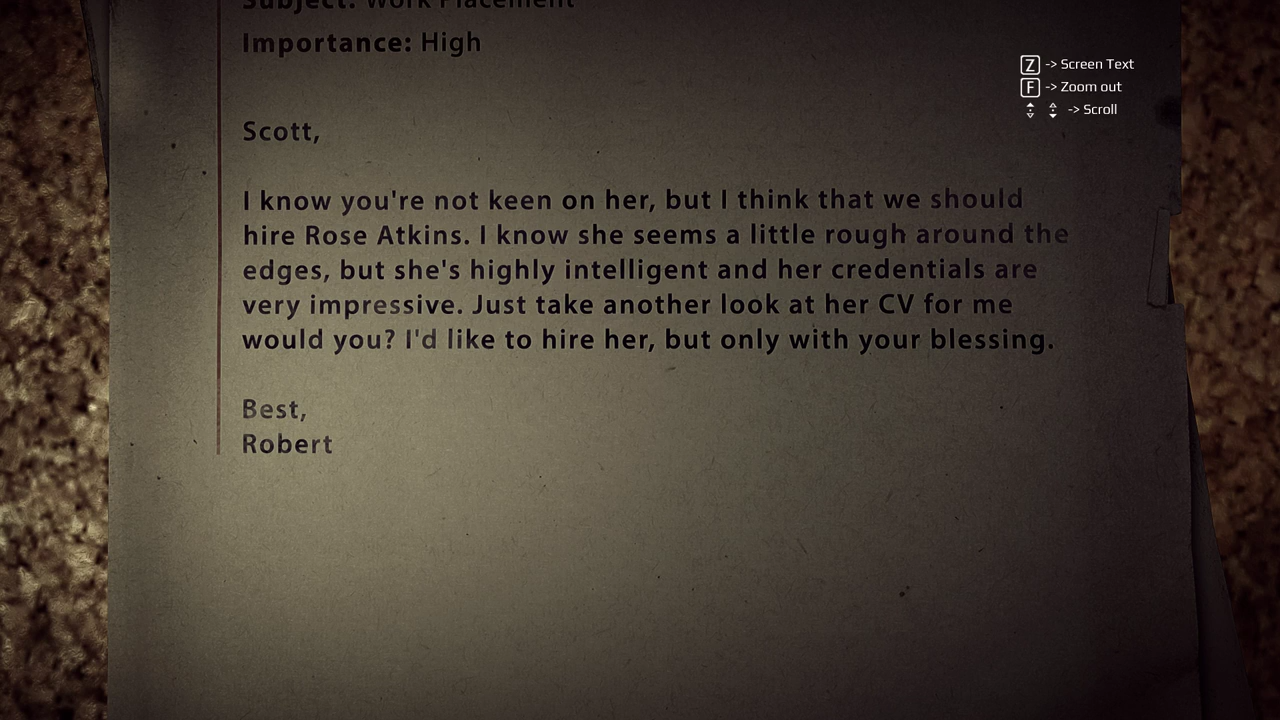 Subject: Work Placement
Importance: High
Z -> Screen Text
F -> Zoom out
-> Scroll
Scott,
I know you're not keen on her, but I think that we should
hire Rose Atkins. I know she seems a little rough around the
edges, but she's highly intelligent and her credentials are
very impressive. Just take another look at her CV for me
would you? I'd like to hire her, but only with your blessing.
Best,
Robert